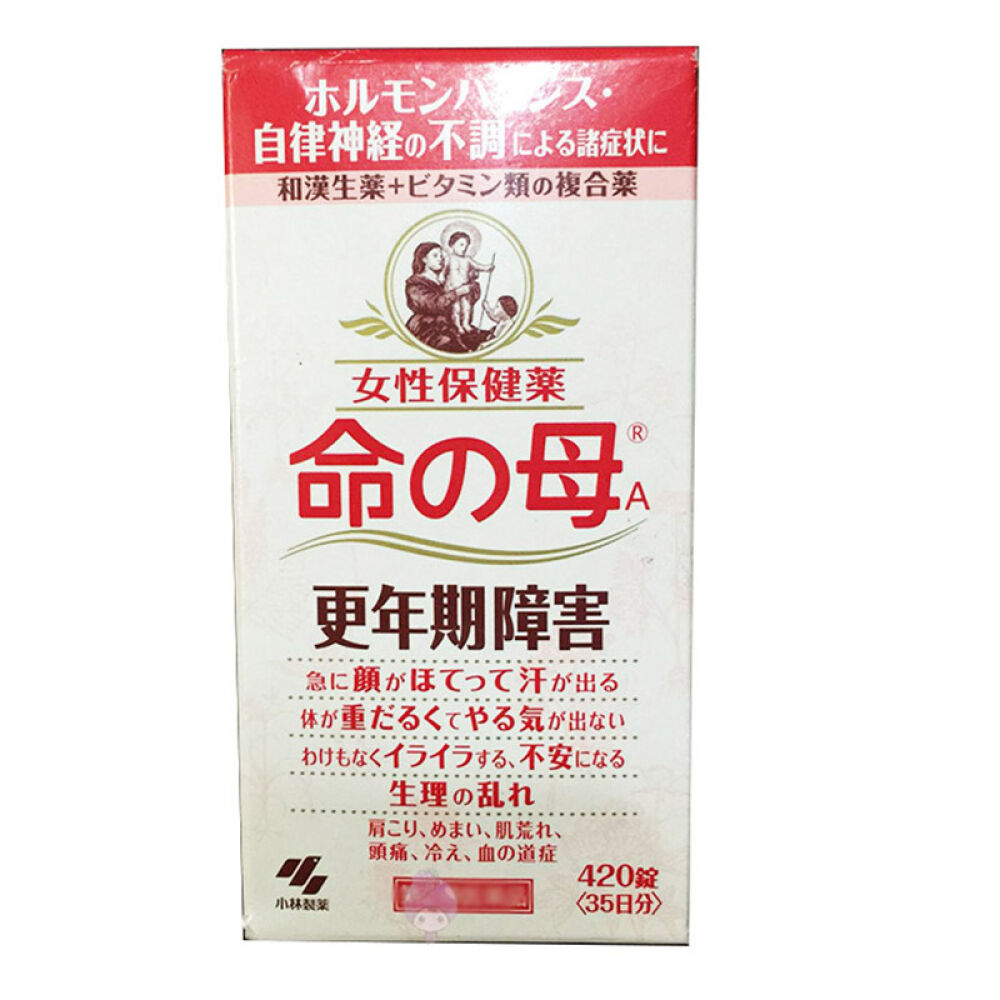 ホルモンバランス・
自律神経の不調による諸症状に
和漢生薬+ビタミン類の複合薬
女性保健薬
命の母®A
更年期障害
急に顔がほてって汗が出る
体が重だるくてやる気が出ない
わけもなくイライラする、不安になる
生理の乱れ
肩こり、めまい、肌荒れ、
頭痛、冷え、血の道症
小林製薬
420錠
〈35日分〉